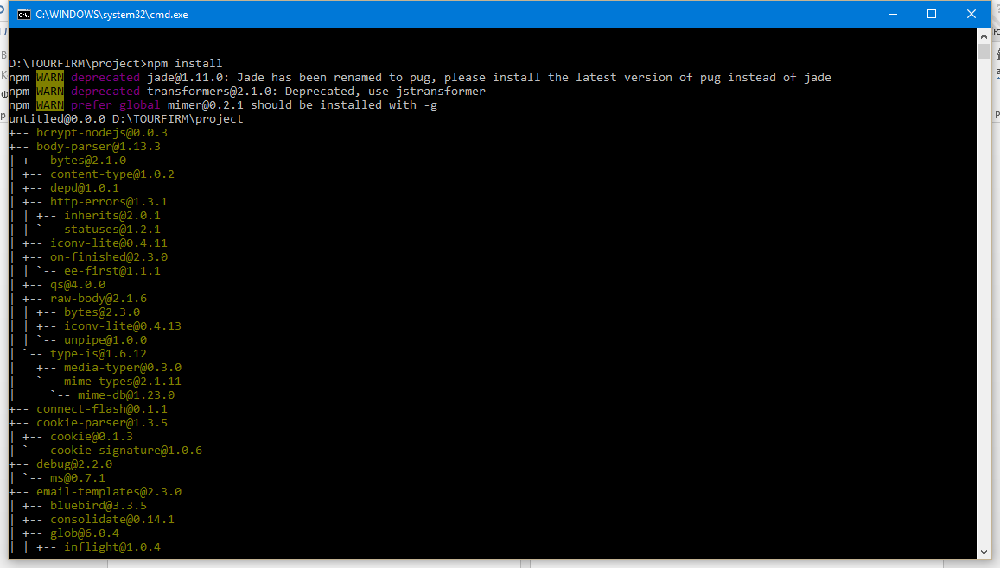 C:\WINDOWS\system32\cmd.exe
D:\TOURFIRM\project>npm install
npm WARN deprecated jade@1.11.0: Jade has been renamed to pug, please install the latest version of pug instead of jade
npm WARN deprecated transformers@2.1.0: Deprecated, use jstransformer
npm WARN prefer global mimer@0.2.1 should be installed with -g
untitled@0.0.0 D:\TOURFIRM\project
+-- bcrypt-nodejs@0.0.3
+-- body-parser@1.13.3
| +-- bytes@2.1.0
| +-- content-type@1.0.2
| +-- depd@1.0.1
| +-- http-errors@1.3.1
| | +-- inherits@2.0.1
| | `-- statuses@1.2.1
| +-- iconv-lite@0.4.11
| +-- on-finished@2.3.0
| | `-- ee-first@1.1.1
| +-- qs@4.0.0
| +-- raw-body@2.1.6
| | +-- bytes@2.3.0
| | +-- iconv-lite@0.4.13
| | `-- unpipe@1.0.0
| `-- type-is@1.6.12
|   +-- media-typer@0.3.0
|   `-- mime-types@2.1.11
|     `-- mime-db@1.23.0
+-- connect-flash@0.1.1
+-- cookie-parser@1.3.5
| +-- cookie@0.1.3
| `-- cookie-signature@1.0.6
+-- debug@2.2.0
| `-- ms@0.7.1
+-- email-templates@2.3.0
| +-- bluebird@3.3.5
| +-- consolidate@0.14.1
| +-- glob@6.0.4
| | +-- inflight@1.0.4